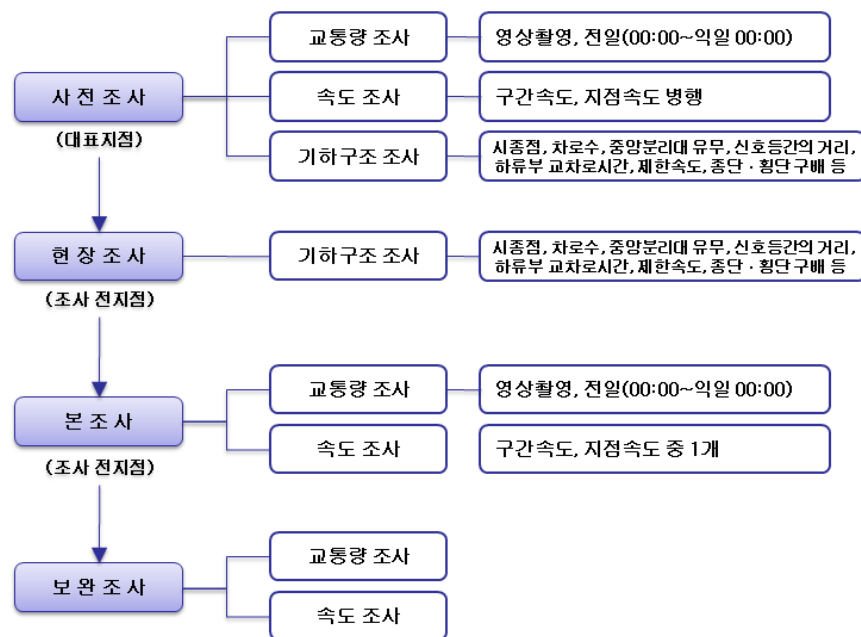 교통량 조사
영상촬영, 전일(00:00~익일 00:00)
사 전 조 사
속도 조사
구간속도, 지점속도 병행
(대표지점)
기하구조 조사
시종점, 차로수, 중앙분리대 유무, 신호등간의 거리,
하류부 교차로시간, 제한속도, 종단 · 횡단 구배 등
현 장 조 사
기하구조 조사
시종점, 차로수, 중앙분리대 유무, 신호등간의 거리,
하류부 교차로시간, 제한속도, 종단 · 횡단 구배 등
(조사 전지점)
교통량 조사
영상촬영, 전일(00:00~익일 00:00)
본 조 사
속도 조사
구간속도, 지점속도 중 1개
(조사 전지점)
교통량 조사
보 완 조 사
속도 조사